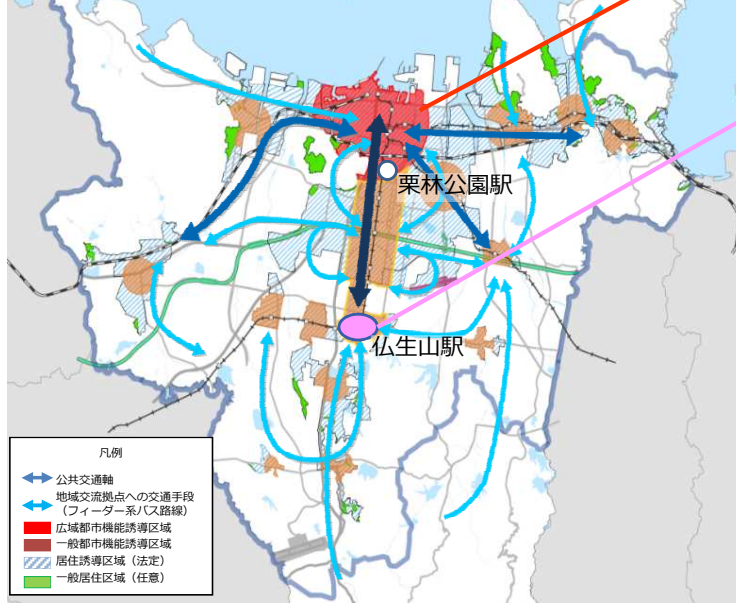 栗林公園駅
仏生山駅
凡例
公共交通軸
地域交流拠点への交通手段
(フィーダー系バス路線)
広域都市機能誘導区域
一般都市機能誘導区域
居住誘導区域(法定)
一般居住区域(任意)